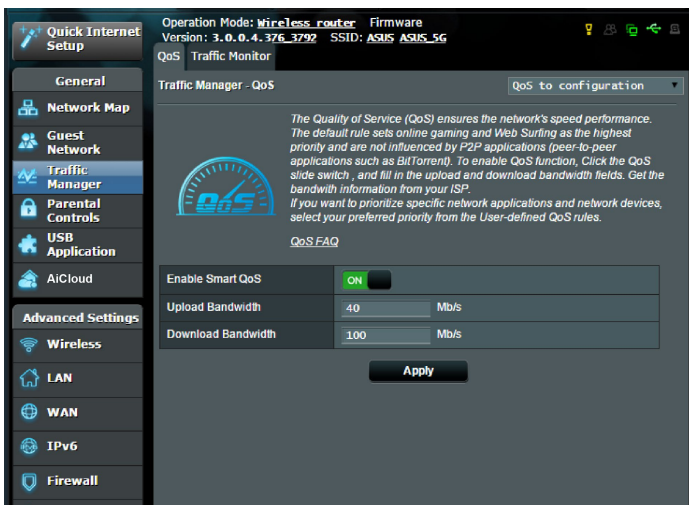 Quick Internet
Setup
Operation Mode: Wireless router Firmware
Version: 3.0.0.4.376_3792 SSID: ASUS ASUS_5G
QoS Traffic Monitor
General
Network Map
Guest
Network
Traffic
Manager
Parental
Controls
USB
Application
AiCloud
Advanced Settings
Wireless
LAN
WAN
IPv6
Firewall
Traffic Manager - QoS
QoS to configuration
QoS
The Quality of Service (QoS) ensures the network's speed performance.
The default rule sets online gaming and Web Surfing as the highest
priority and are not influenced by P2P applications (peer-to-peer
applications such as BitTorrent). To enable QoS function, Click the QoS
slide switch , and fill in the upload and download bandwidth fields. Get the
bandwith information from your ISP.
If you want to prioritize specific network applications and network devices,
select your preferred priority from the User-defined QoS rules.
QoS FAQ
Enable Smart QoS ON
Upload Bandwidth 40 Mb/s
Download Bandwidth 100 Mb/s
Apply